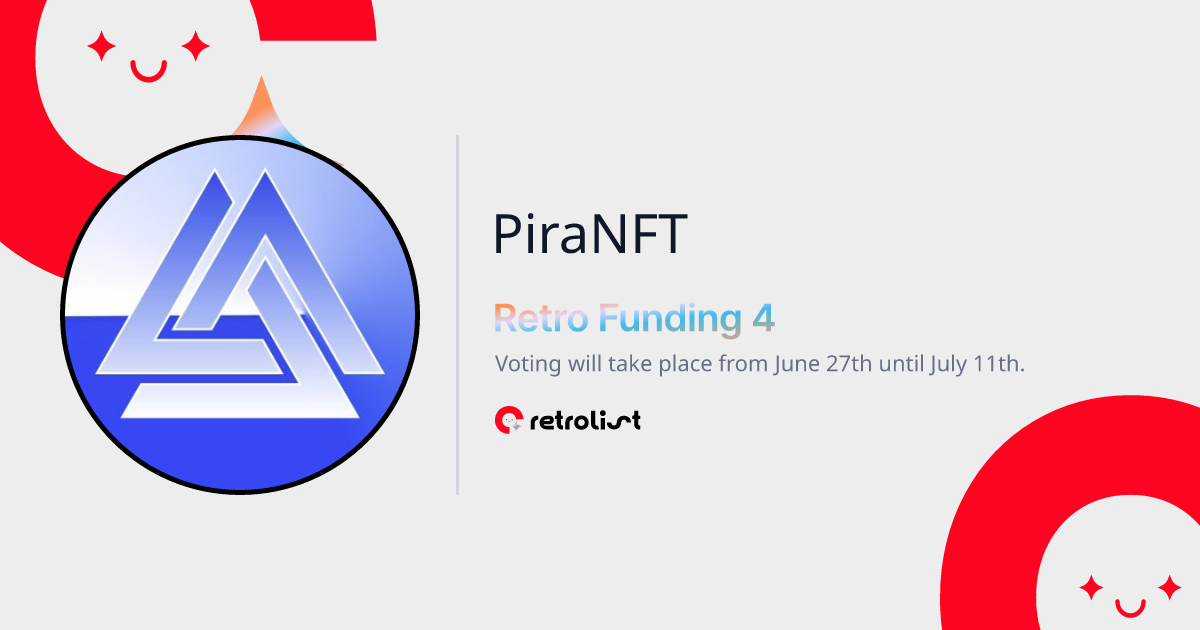 PiraNFT
Retro Funding 4
Voting will take place from June 27th until July 11th.
retrolist